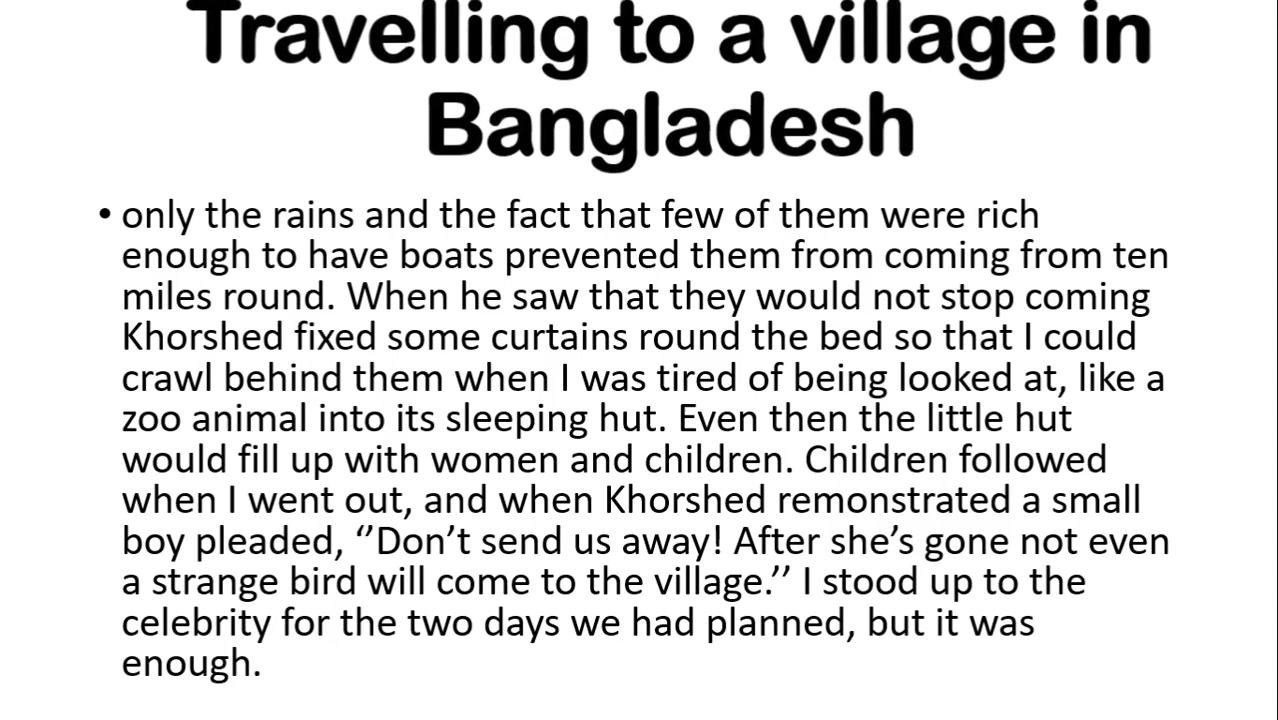 Travelling to a village in
Bangladesh
• only the rains and the fact that few of them were rich
enough to have boats prevented them from coming from ten
miles round. When he saw that they would not stop coming
Khorshed fixed some curtains round the bed so that I could
crawl behind them when I was tired of being looked at, like a
zoo animal into its sleeping hut. Even then the little hut
would fill up with women and children. Children followed
when I went out, and when Khorshed remonstrated a small
boy pleaded, ‘’Don’t send us away! After she’s gone not even
a strange bird will come to the village.’’ I stood up to the
celebrity for the two days we had planned, but it was
enough.